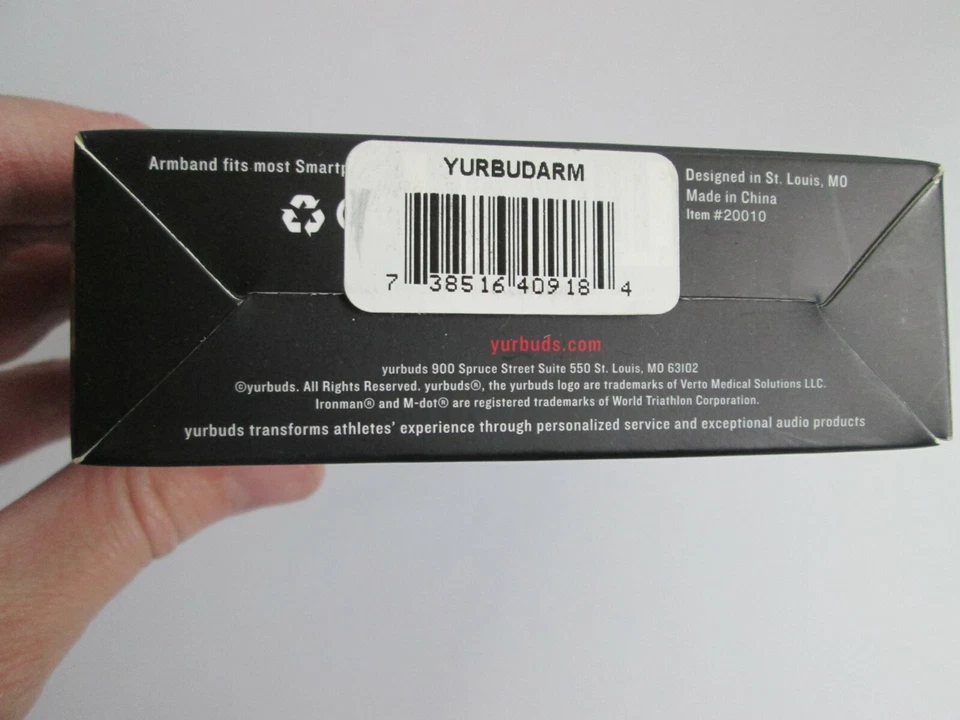 Armband fits most
YURBUDARM
7 38516 40918 4
Designed in St. Louis, MO
Made in China
Item #20010
yurbuds.com
yurbuds 900 Spruce Street Suite 550 St. Louis, MO 63102
©yurbuds. All Rights Reserved. yurbuds®, the yurbuds logo are trademarks of Verto Medical Solutions LLC.
Ironman® and M-dot® are registered trademarks of World Triathlon Corporation.
yurbuds transforms athletes' experience through personalized service and exceptional audio products